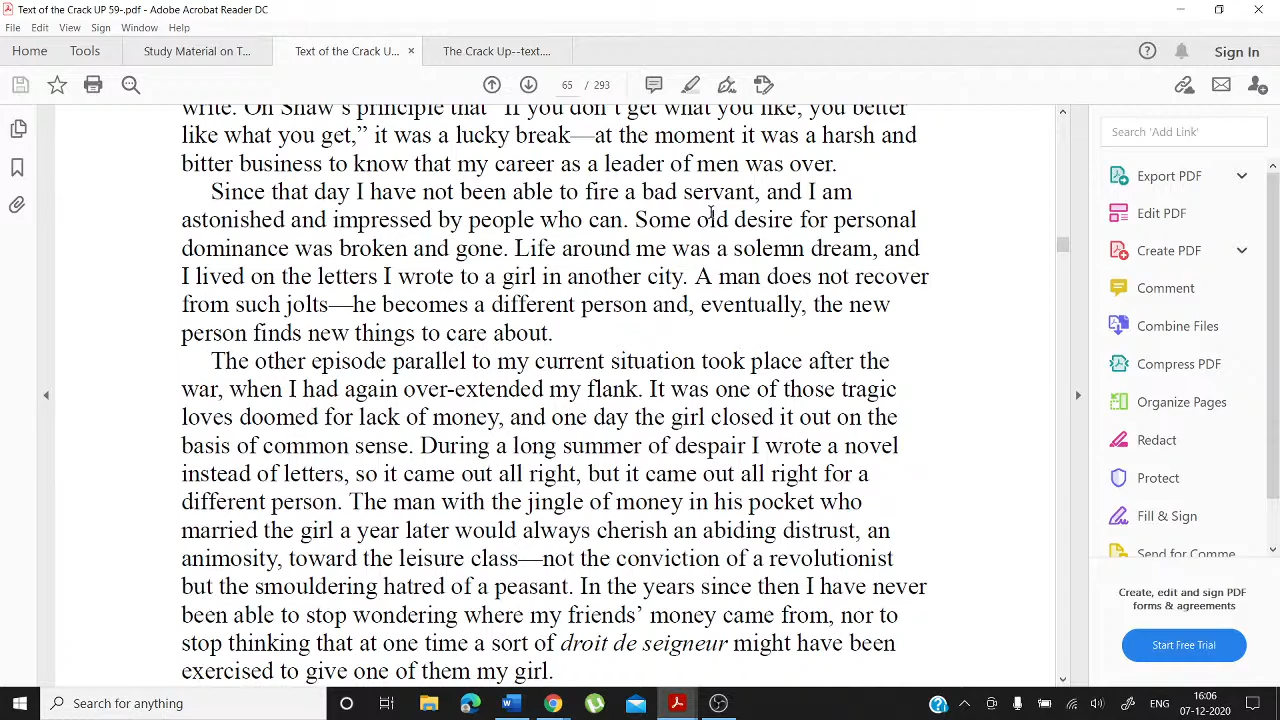 Text of the Crack UP 59-.pdf - Adobe Acrobat Reader DC
File Edit View Sign Window Help
Home Tools Study Material on T... Text of the Crack U... × The Crack Up--text.... Sign In
65 / 293
write. On Shaw's principle that “If you don't get what you like, you better
like what you get,” it was a lucky break—at the moment it was a harsh and
bitter business to know that my career as a leader of men was over.
Since that day I have not been able to fire a bad servant, and I am
astonished and impressed by people who can. Some old desire for personal
dominance was broken and gone. Life around me was a solemn dream, and
I lived on the letters I wrote to a girl in another city. A man does not recover
from such jolts—he becomes a different person and, eventually, the new
person finds new things to care about.
The other episode parallel to my current situation took place after the
war, when I had again over-extended my flank. It was one of those tragic
loves doomed for lack of money, and one day the girl closed it out on the
basis of common sense. During a long summer of despair I wrote a novel
instead of letters, so it came out all right, but it came out all right for a
different person. The man with the jingle of money in his pocket who
married the girl a year later would always cherish an abiding distrust, an
animosity, toward the leisure class—not the conviction of a revolutionist
but the smouldering hatred of a peasant. In the years since then I have never
been able to stop wondering where my friends’ money came from, nor to
stop thinking that at one time a sort of droit de seigneur might have been
exercised to give one of them my girl.
Search 'Add Link'
Export PDF
Edit PDF
Create PDF
Comment
Combine Files
Compress PDF
Organize Pages
Redact
Protect
Fill & Sign
Send for Comme
Create, edit and sign PDF
forms & agreements
Start Free Trial
Search for anything
ENG
16:06
07-12-2020